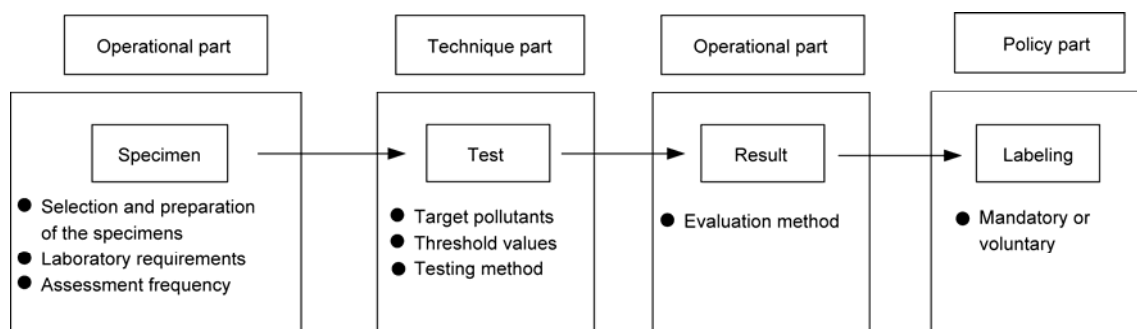 Operational part
Technique part
Operational part
Policy part
Specimen
● Selection and preparation
of the specimens
● Laboratory requirements
● Assessment frequency
Test
● Target pollutants
● Threshold values
● Testing method
Result
● Evaluation method
Labeling
● Mandatory or
voluntary